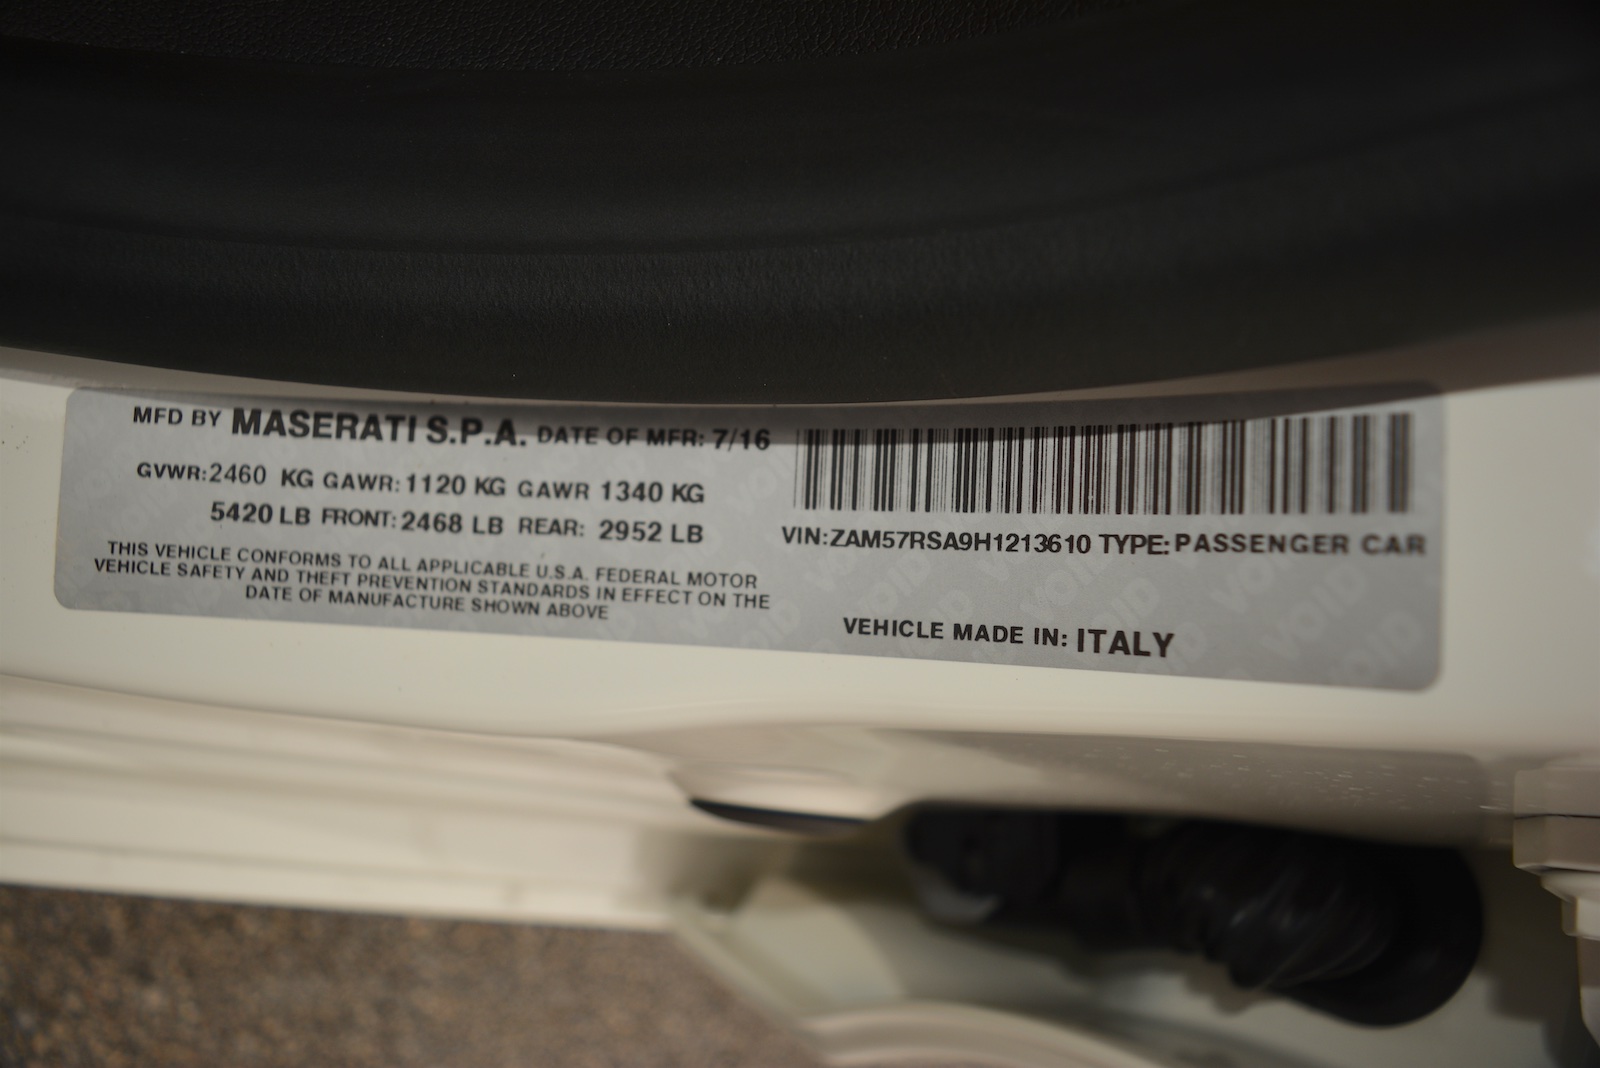 MFD BY MASERATI S.P.A. DATE OF MFR: 7/16
GVWR:2460 KG GAWR: 1120 KG GAWR 1340 KG
5420 LB FRONT: 2468 LB REAR: 2952 LB
THIS VEHICLE CONFORMS TO ALL APPLICABLE U.S.A. FEDERAL MOTOR
VEHICLE SAFETY AND THEFT PREVENTION STANDARDS IN EFFECT ON THE
DATE OF MANUFACTURE SHOWN ABOVE
VIN:ZAM57RSA9H1213610 TYPE: PASSENGER CAR
VEHICLE MADE IN: ITALY